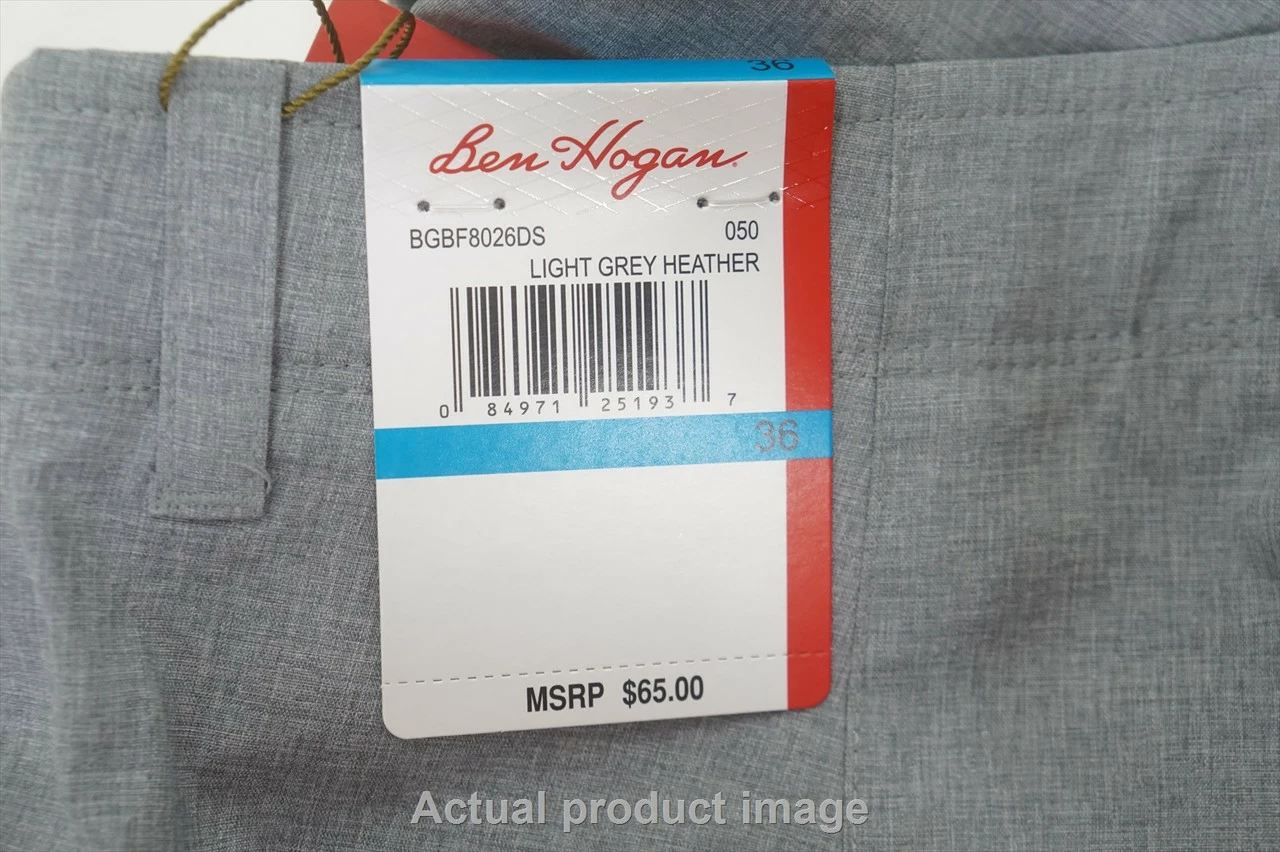 36
Ben Hogan
BGBF8026DS 050
LIGHT GREY HEATHER
0 84971 25193 7
36
MSRP $65.00
Actual product image